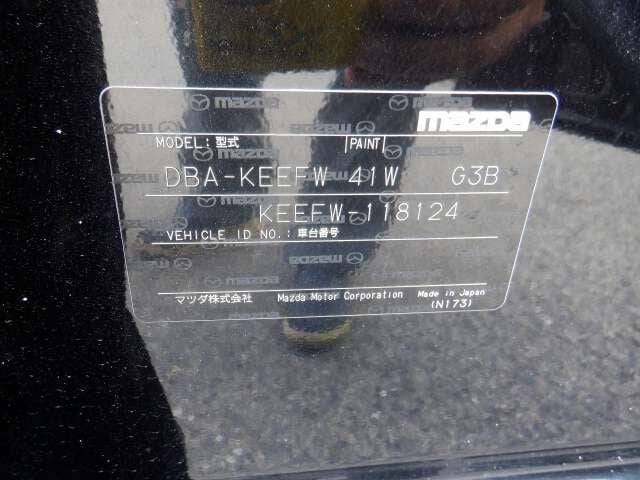 mazda
MODEL:型式 PAINT
DBA-KEEFW 41W G3B
KEEFW-118124
VEHICLE ID NO.:車台番号
マツダ株式会社 Mazda Motor Corporation Made in Japan
(N173)